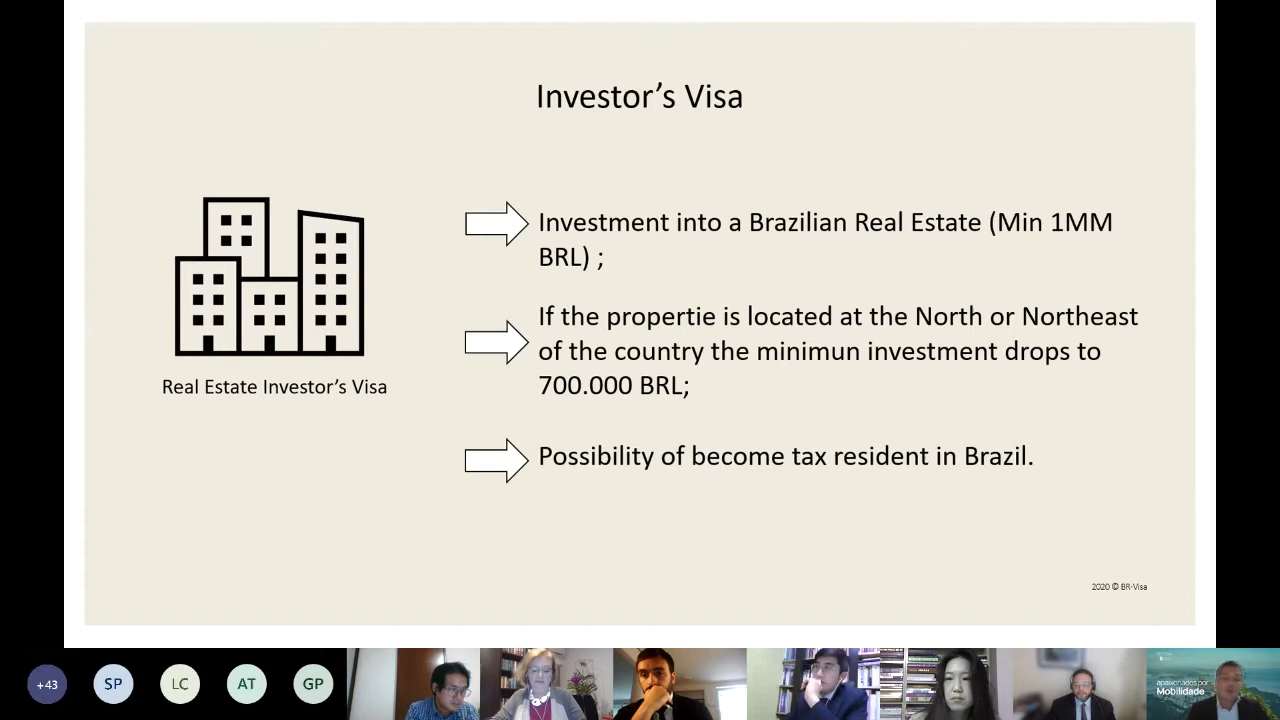 Investor’s Visa
Investment into a Brazilian Real Estate (Min 1MM
BRL) ;
If the propertie is located at the North or Northeast
of the country the minimun investment drops to
700.000 BRL;
Real Estate Investor’s Visa
Possibility of become tax resident in Brazil.
2020 © BR-Visa
+43
SP
LC
AT
GP
apaixonados por
Mobilidade